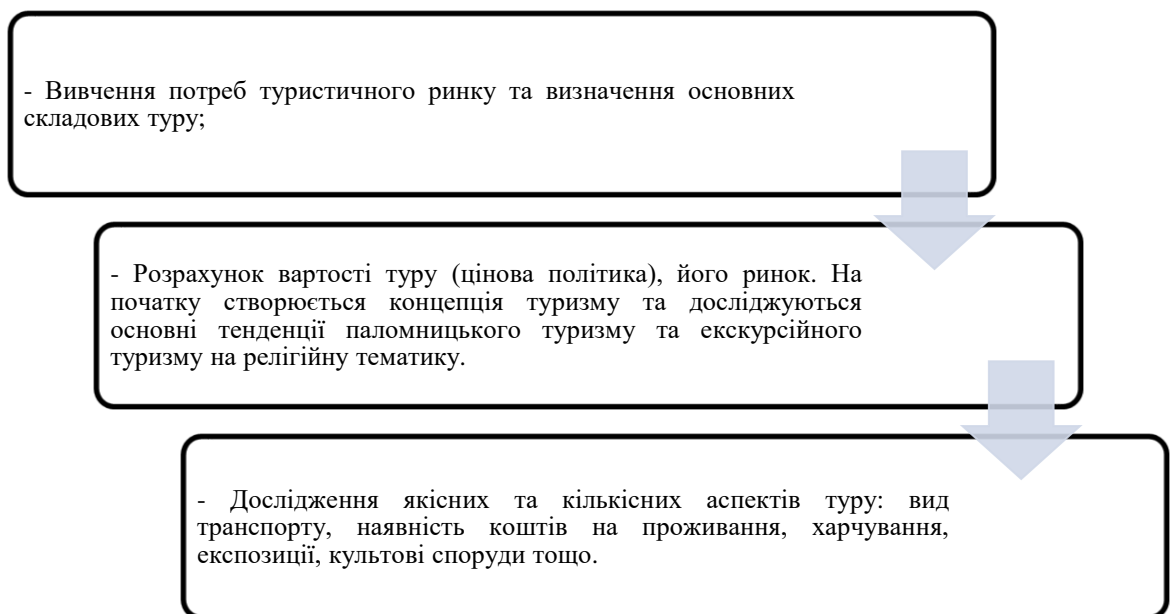 - Вивчення потреб туристичного ринку та визначення основних
складових туру;
- Розрахунок вартості туру (цінова політика), його ринок. На
початку створюється концепція туризму та досліджуються
основні тенденції паломницького туризму та екскурсійного
туризму на релігійну тематику.
- Дослідження якісних та кількісних аспектів туру: вид
транспорту, наявність коштів на проживання, харчування,
експозиції, культові споруди тощо.